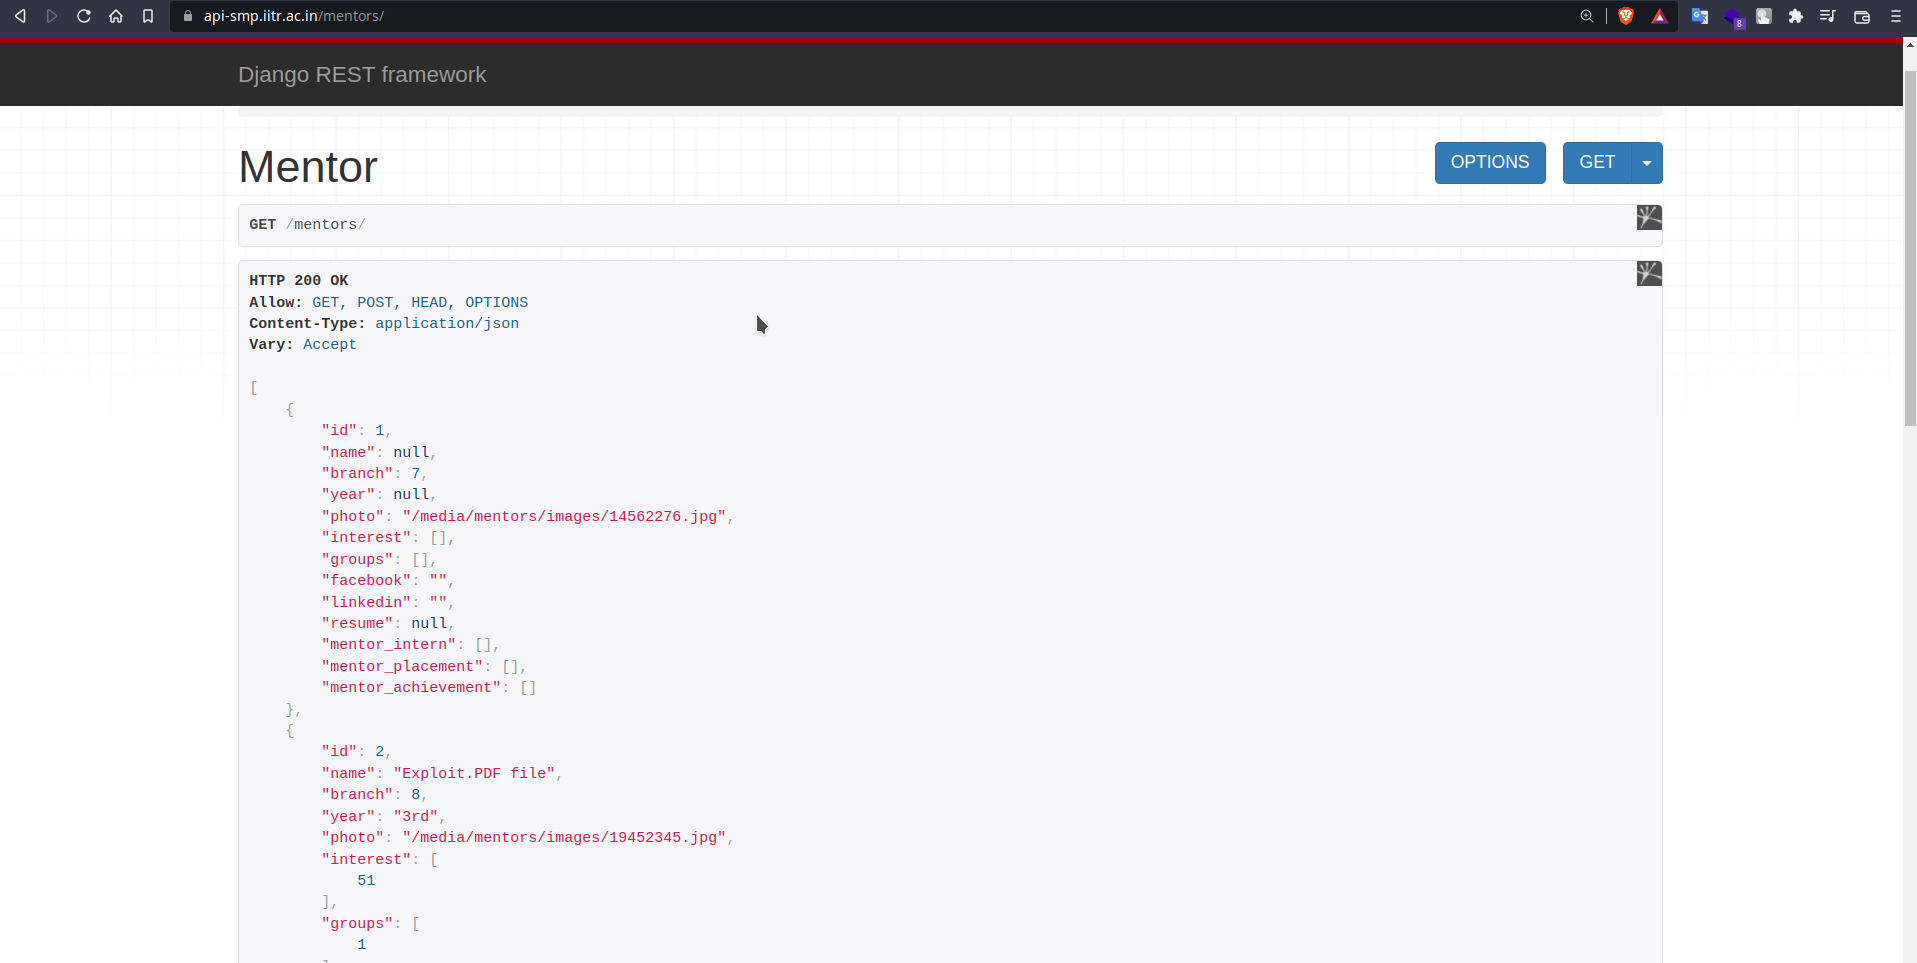 api-smp.iitr.ac.in/mentors/
8
Django REST framework
Mentor
OPTIONS
GET
GET /mentors/
HTTP 200 OK
Allow: GET, POST, HEAD, OPTIONS
Content-Type: application/json
Vary: Accept
[
    {
        "id": 1,
        "name": null,
        "branch": 7,
        "year": null,
        "photo": "/media/mentors/images/14562276.jpg",
        "interest": [],
        "groups": [],
        "facebook": "",
        "linkedin": "",
        "resume": null,
        "mentor_intern": [],
        "mentor_placement": [],
        "mentor_achievement": []
    },
    {
        "id": 2,
        "name": "Exploit.PDF file",
        "branch": 8,
        "year": "3rd",
        "photo": "/media/mentors/images/19452345.jpg",
        "interest": [
            51
        ],
        "groups": [
            1